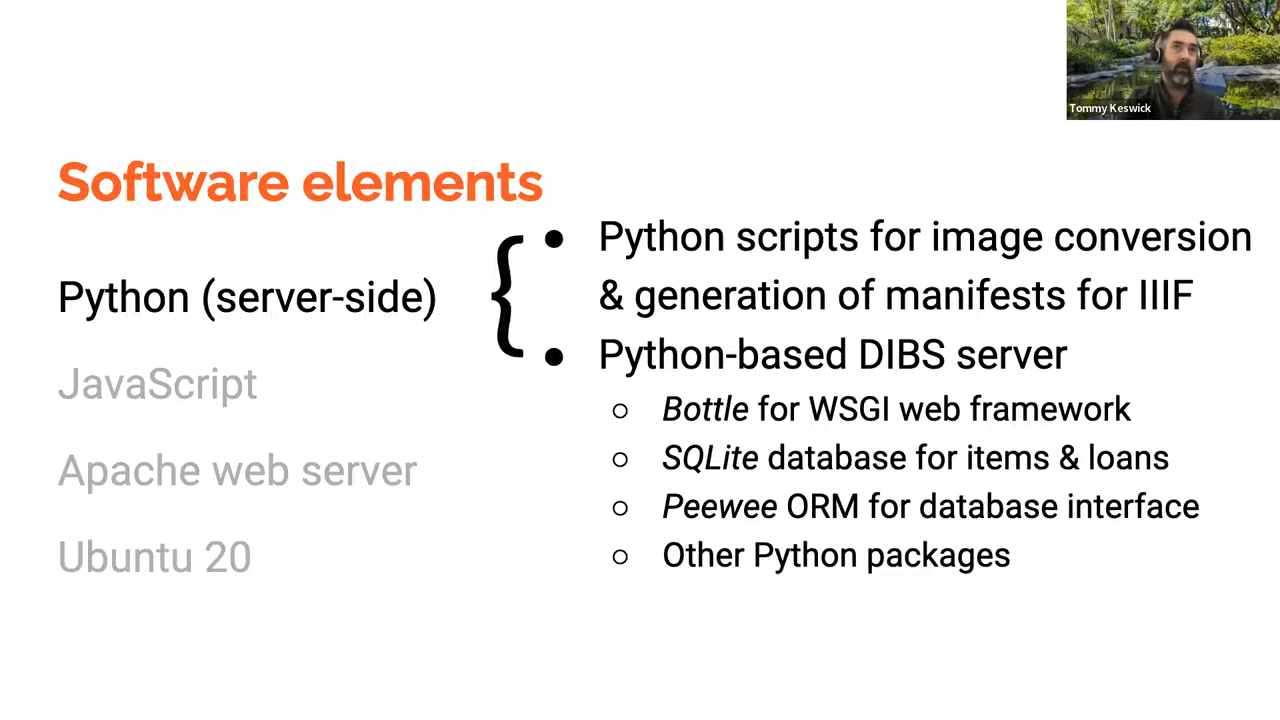 Tommy Keswick
Software elements
Python (server-side)
JavaScript
Apache web server
Ubuntu 20
{
● Python scripts for image conversion
& generation of manifests for IIIF
● Python-based DIBS server
○ Bottle for WSGI web framework
○ SQLite database for items & loans
○ Peewee ORM for database interface
○ Other Python packages